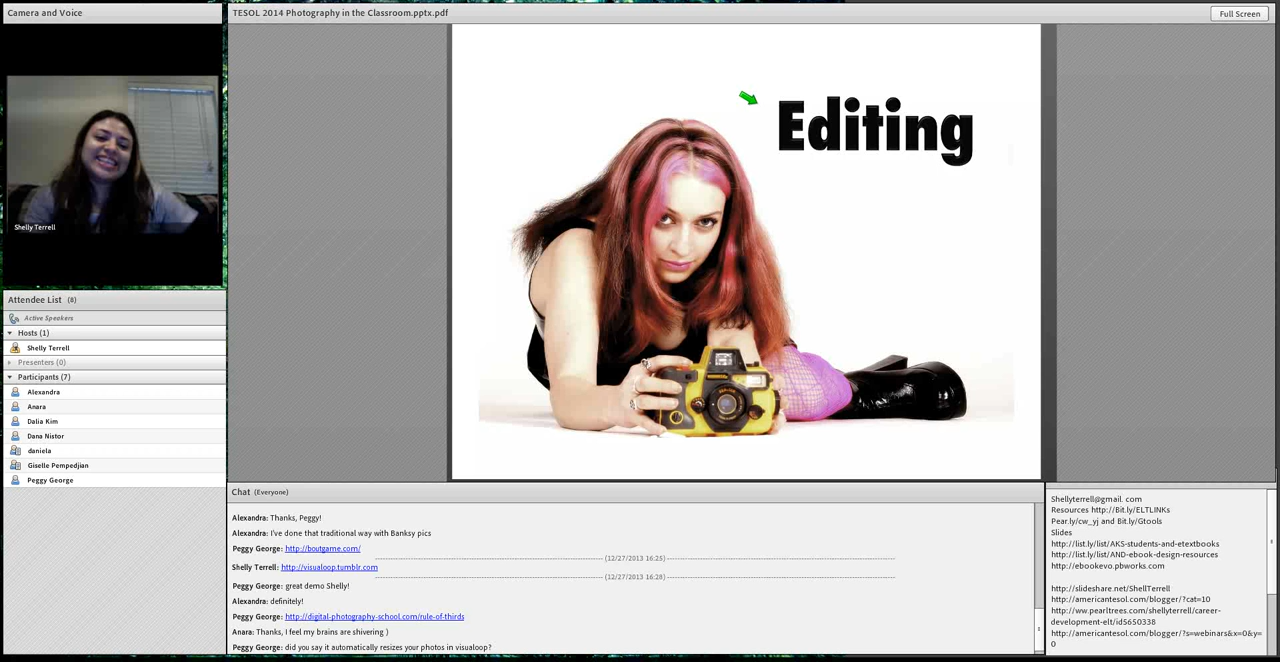 Camera and Voice
Shelly Terrell
Attendee List (8)
Active Speakers
Hosts (1)
Shelly Terrell
Presenters (0)
Participants (7)
Alexandra
Anara
Dalia Kim
Dana Nistor
daniela
Giselle Pempedjian
Peggy George
TESOL 2014 Photography in the Classroom.pptx.pdf
Full Screen
Editing
Chat (Everyone)
Alexandra: Thanks, Peggy!
Alexandra: I've done that traditional way with Banksy pics
Peggy George: http://boutgame.com/
(12/27/2013 16:25)
Shelly Terrell: http://visualoop.tumblr.com
(12/27/2013 16:28)
Peggy George: great demo Shelly!
Alexandra: definitely!
Peggy George: http://digital-photography-school.com/rule-of-thirds
Anara: Thanks, I feel my brains are shivering )
Peggy George: did you say it automatically resizes your photos in visualoop?
Shellyterrell@gmail. com
Resources http://Bit.ly/ELTLINKs
Pear.ly/cw_yj and Bit.ly/Gtools
Slides
http://list.ly/list/AKS-students-and-etextbooks
http://list.ly/list/AND-ebook-design-resources
http://ebookevo.pbworks.com
http://slideshare.net/ShellTerrell
http://americantesol.com/blogger/?cat=10
http://ww.pearltrees.com/shellyterrell/career-
development-elt/id5650338
http://americantesol.com/blogger/?s=webinars&x=0&y=
0